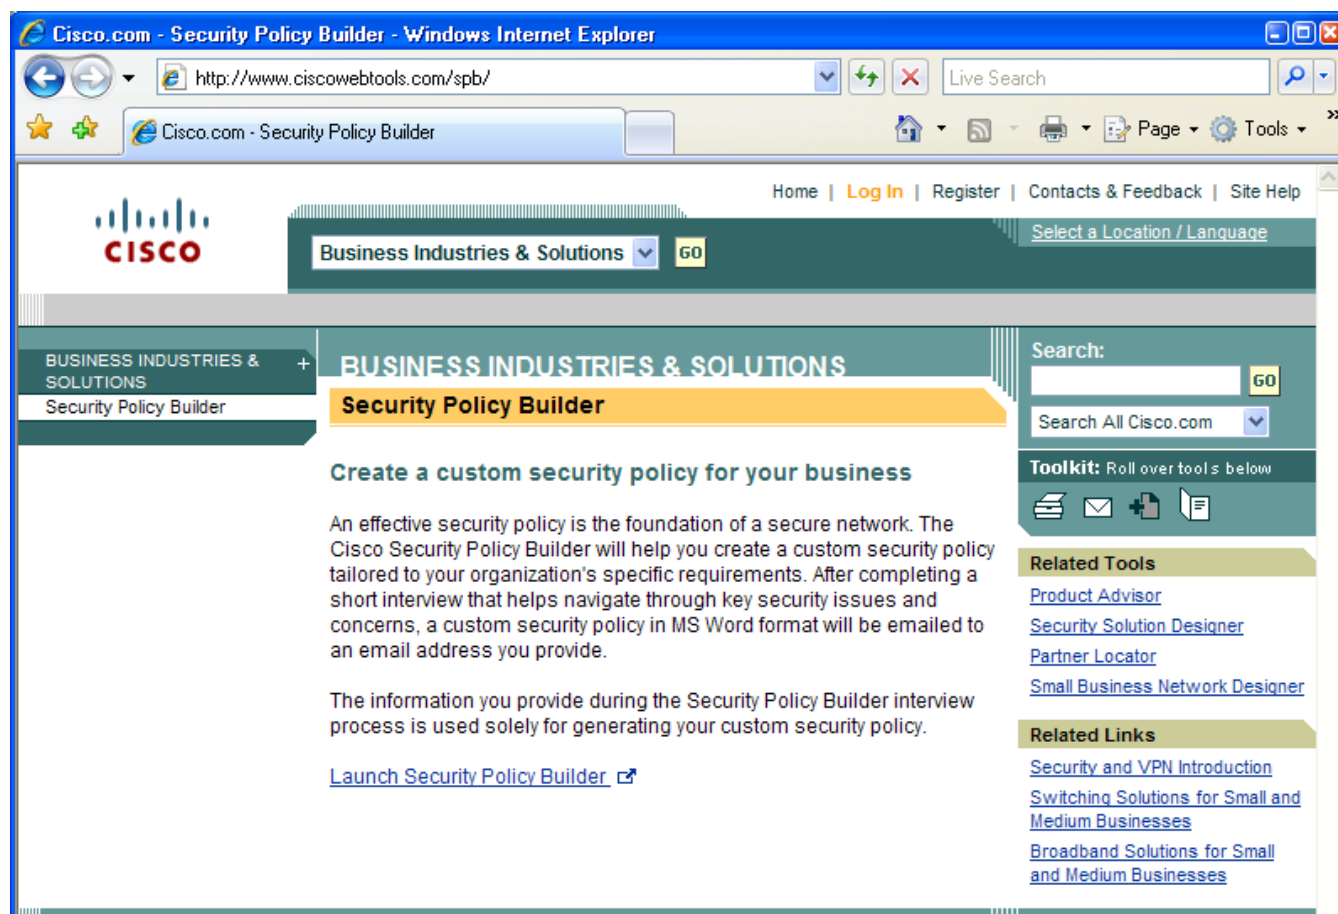 Cisco.com - Security Policy Builder - Windows Internet Explorer
http://www.ciscowebtools.com/spb/
Live Search
Cisco.com - Security Policy Builder
Page
Tools
»
Home | Log In | Register | Contacts & Feedback | Site Help
CISCO
Select a Location / Language
Business Industries & Solutions
GO
BUSINESS INDUSTRIES &
SOLUTIONS
+
Security Policy Builder
BUSINESS INDUSTRIES & SOLUTIONS
Security Policy Builder
Create a custom security policy for your business
An effective security policy is the foundation of a secure network. The
Cisco Security Policy Builder will help you create a custom security policy
tailored to your organization's specific requirements. After completing a
short interview that helps navigate through key security issues and
concerns, a custom security policy in MS Word format will be emailed to
an email address you provide.
The information you provide during the Security Policy Builder interview
process is used solely for generating your custom security policy.
Launch Security Policy Builder
Search:
GO
Search All Cisco.com
Toolkit: Roll over tools below
Related Tools
Product Advisor
Security Solution Designer
Partner Locator
Small Business Network Designer
Related Links
Security and VPN Introduction
Switching Solutions for Small and
Medium Businesses
Broadband Solutions for Small
and Medium Businesses